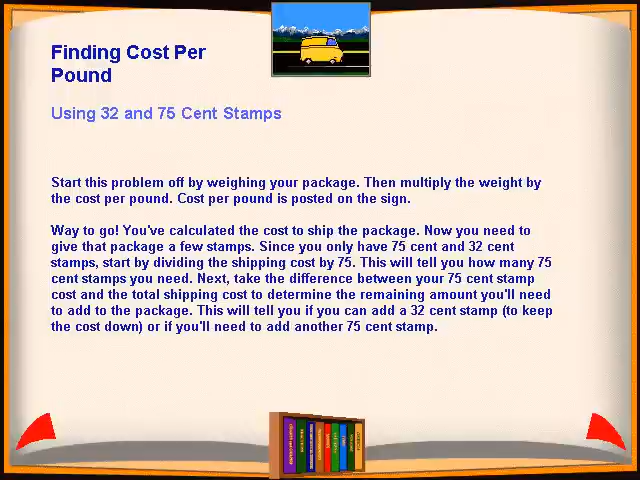 Finding Cost Per
Pound
Using 32 and 75 Cent Stamps
Start this problem off by weighing your package. Then multiply the weight by
the cost per pound. Cost per pound is posted on the sign.
Way to go! You've calculated the cost to ship the package. Now you need to
give that package a few stamps. Since you only have 75 cent and 32 cent
stamps, start by dividing the shipping cost by 75. This will tell you how many 75
cent stamps you need. Next, take the difference between your 75 cent stamp
cost and the total shipping cost to determine the remaining amount you'll need
to add to the package. This will tell you if you can add a 32 cent stamp (to keep
the cost down) or if you'll need to add another 75 cent stamp.